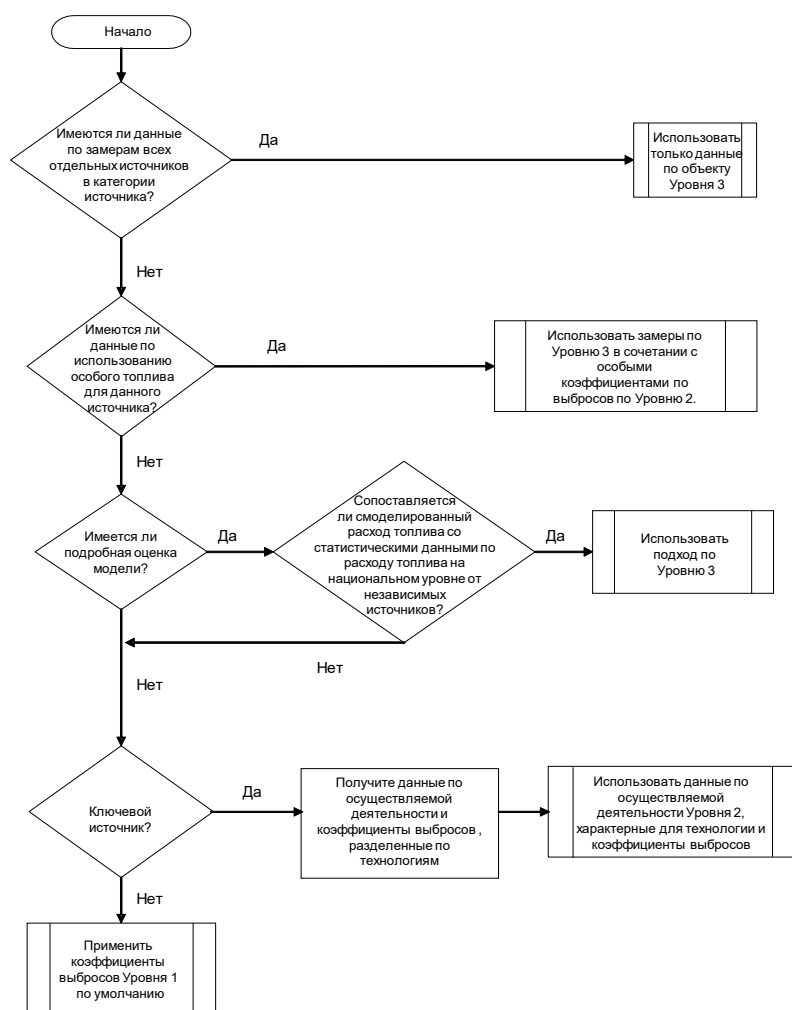 Начало
Имеются ли данные
по замерам всех
отдельных источников
в категории
источника?
Да
Использовать
только данные
по объекту
Уровня 3
Нет
Имеются ли
данные по
использованию
особого топлива
для данного
источника?
Да
Использовать замеры по
Уровню 3 в сочетании с
особыми
коэффициентами по
выбросов по Уровню 2.
Нет
Имеется ли
подробная оценка
модели?
Да
Сопоставляется
ли смоделированный
расход топлива со
статистическими данными по
расходу топлива на
национальном уровне от
независимых
источников?
Да
Использовать
подход по
Уровню 3
Нет
Нет
Ключевой
источник?
Да
Получите данные по
осуществляемой
деятельности и
коэффициенты выбросов ,
разделенные по
технологиям
Использовать данные по
осуществляемой
деятельности Уровня 2,
характерные для технологии и
коэффициенты выбросов
Нет
Применить
коэффициенты
выбросов Уровня 1
по умолчанию